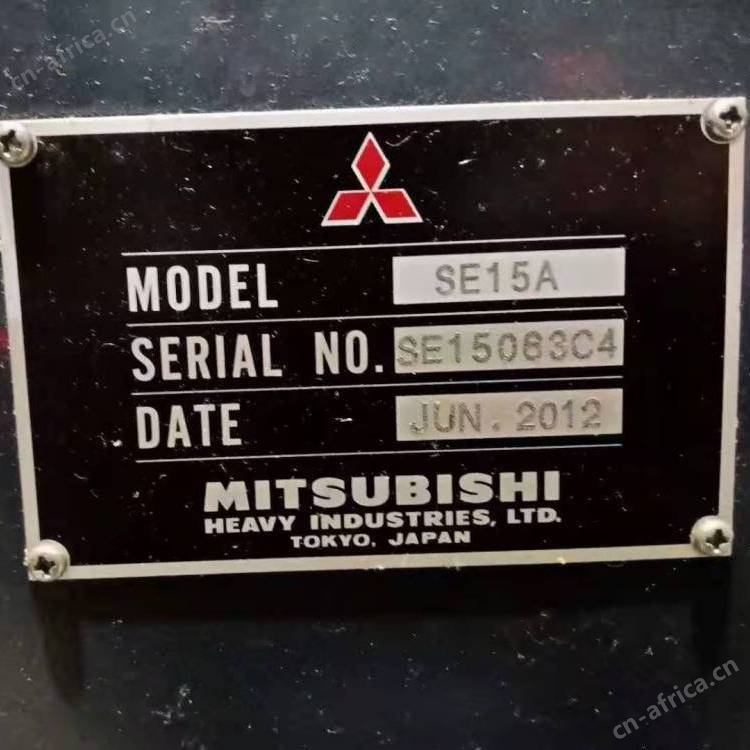 cn-africa.cn
MODEL SE15A
SERIAL NO. SE15063C4
DATE JUN. 2012
MITSUBISHI
HEAVY INDUSTRIES, LTD.
TOKYO, JAPAN
cn-africa.cn